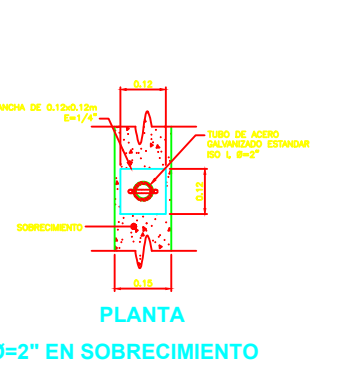 0.12
ANCHA DE 0.12x0.12m
E=1/4"
TUBO DE ACERO
GALVANIZADO ESTANDAR
ISO L Ø=2"
0.12
SOBRECIMIENTO
0.15
PLANTA
Ø=2" EN SOBRECIMIENTO